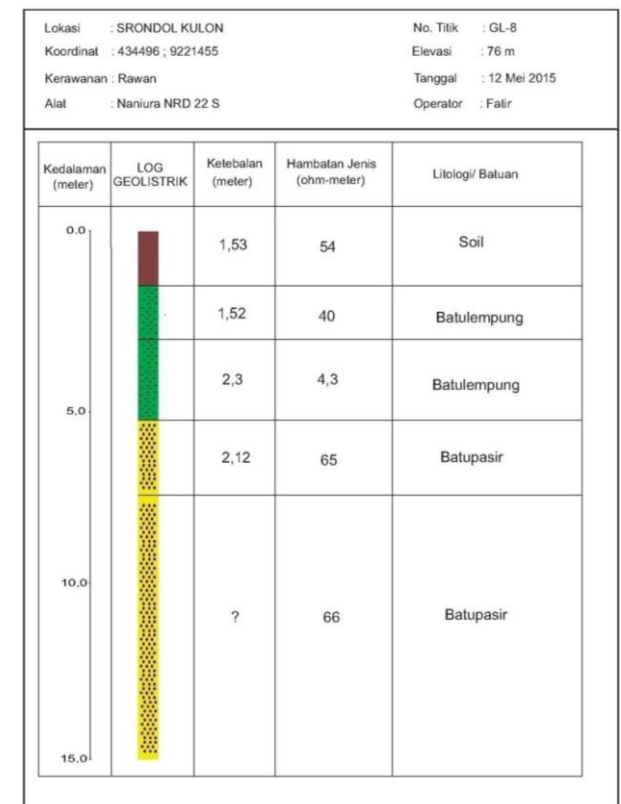 Lokasi : SRONDOL KULON No. Titik : GL-8
Koordinat : 434496 ; 9221455 Elevasi : 76 m
Kerawanan : Rawan Tanggal : 12 Mei 2015
Alat : Naniura NRD 22 S Operator : Fatir
Kedalaman (meter) LOG GEOLISTRIK Ketebalan (meter) Hambatan Jenis (ohm-meter) Litologi/ Batuan
0.0
1,53 54 Soil
1,52 40 Batulempung
2,3 4,3 Batulempung
5,0
2,12 65 Batupasir
10,0
? 66 Batupasir
15,0